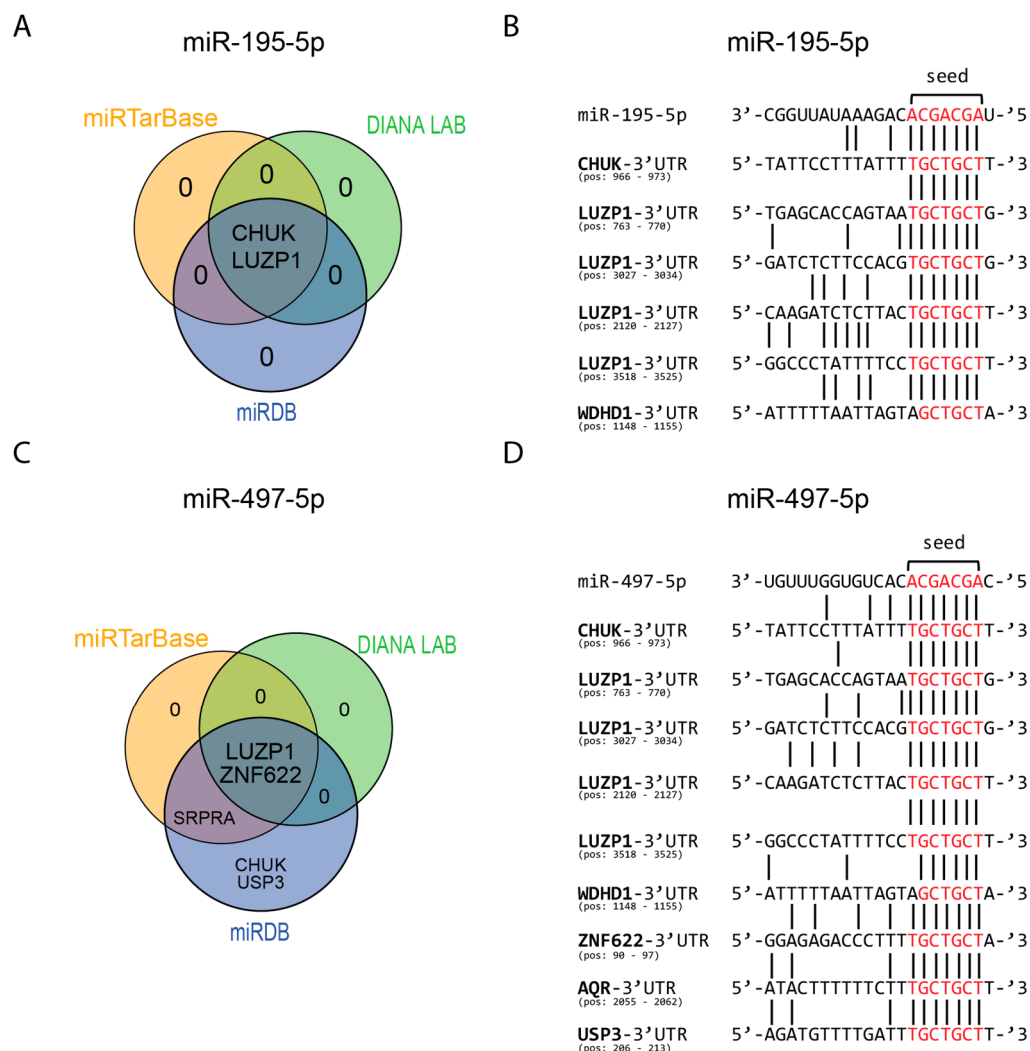 A
miR-195-5p
miRTarBase
DIANA LAB
0
0
0
CHUK
LUZP1
0
0
0
miRDB
B
miR-195-5p
seed
miR-195-5p 3’-CGGUUAUAAAGACACGACGAU-’5
CHUK-3’UTR 5’-TATTCCTTTATTTTGCTGCTT-’3
(pos: 966 - 973)
LUZP1-3’UTR 5’-TGAGCACCAGTAATGCTGCTG-’3
(pos: 763 - 770)
LUZP1-3’UTR 5’-GATCTCTTCCACGTGCTGCTG-’3
(pos: 3027 - 3034)
LUZP1-3’UTR 5’-CAAGATCTCTTACTGCTGCTT-’3
(pos: 2120 - 2127)
LUZP1-3’UTR 5’-GGCCCTATTTTCCTGCTGCTT-’3
(pos: 3518 - 3525)
WDHD1-3’UTR 5’-ATTTTTAATTAGTAGCTGCTA-’3
(pos: 1148 - 1155)
C
miR-497-5p
miRTarBase
DIANA LAB
0
0
0
LUZP1
ZNF622
SRPRA
0
CHUK
USP3
miRDB
D
miR-497-5p
seed
miR-497-5p 3’-UGUUUGGUGUCACACGACGAC-’5
CHUK-3’UTR 5’-TATTCCTTTATTTTGCTGCTT-’3
(pos: 966 - 973)
LUZP1-3’UTR 5’-TGAGCACCAGTAATGCTGCTG-’3
(pos: 763 - 770)
LUZP1-3’UTR 5’-GATCTCTTCCACGTGCTGCTG-’3
(pos: 3027 - 3034)
LUZP1-3’UTR 5’-CAAGATCTCTTACTGCTGCTT-’3
(pos: 2120 - 2127)
LUZP1-3’UTR 5’-GGCCCTATTTTCCTGCTGCTT-’3
(pos: 3518 - 3525)
WDHD1-3’UTR 5’-ATTTTTAATTAGTAGCTGCTA-’3
(pos: 1148 - 1155)
ZNF622-3’UTR 5’-GGAGAGACCCTTTTGCTGCTA-’3
(pos: 90 - 97)
AQR-3’UTR 5’-ATACTTTTTTCTTTGCTGCTT-’3
(pos: 2055 - 2062)
USP3-3’UTR 5’-AGATGTTTTGATTTGCTGCTT-’3
(pos: 206 - 213)